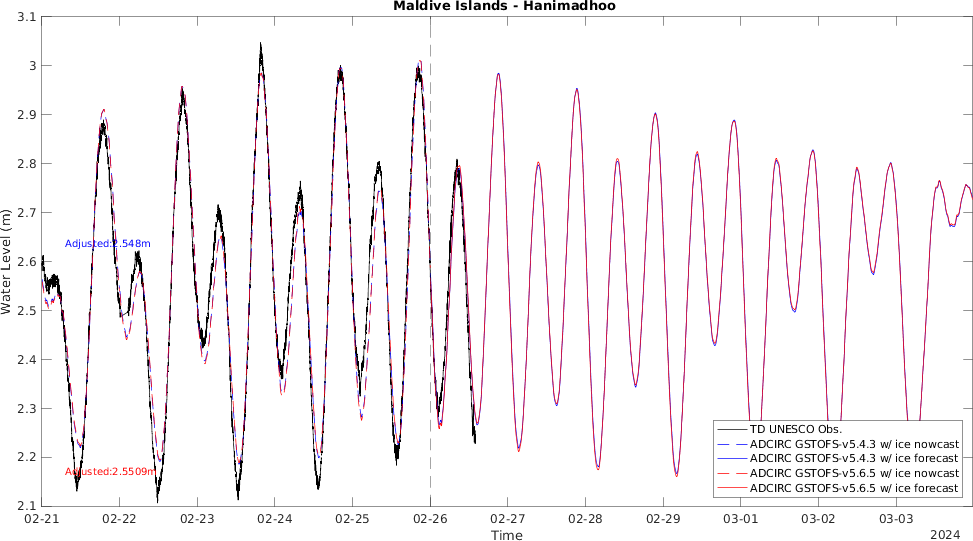 Maldive Islands - Hanimadhoo
3.1
3
2.9
2.8
2.7
2.6
2.5
2.4
2.3
2.2
2.1
Water Level (m)
Adjusted:2.548m
Adjusted:2.5509m
TD UNESCO Obs.
ADCIRC GSTOFS-v5.4.3 w/ ice nowcast
ADCIRC GSTOFS-v5.4.3 w/ ice forecast
ADCIRC GSTOFS-v5.6.5 w/ ice nowcast
ADCIRC GSTOFS-v5.6.5 w/ ice forecast
02-21 02-22 02-23 02-24 02-25 02-26 02-27 02-28 02-29 03-01 03-02 03-03
Time
2024